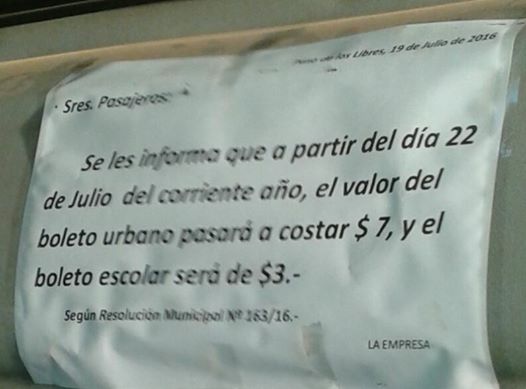 Paso de los Libres, 19 de Julio de 2016
Sres. Pasajeros:
Se les informa que a partir del día 22
de Julio del corriente año, el valor del
boleto urbano pasará a costar $ 7, y el
boleto escolar será de $3.-
Según Resolución Municipal Nº 163/16.-
LA EMPRESA